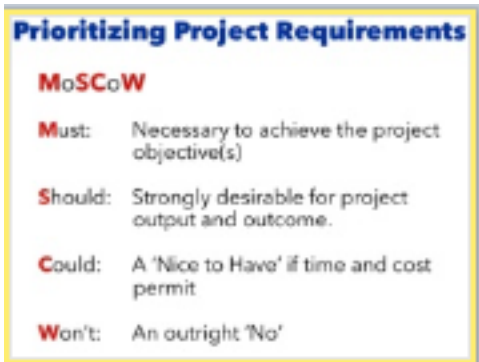 Prioritizing Project Requirements
MoSCoW
Must: Necessary to achieve the project
objective(s)
Should: Strongly desirable for project
output and outcome.
Could: A 'Nice to Have' if time and cost
permit
Won't: An outright 'No'